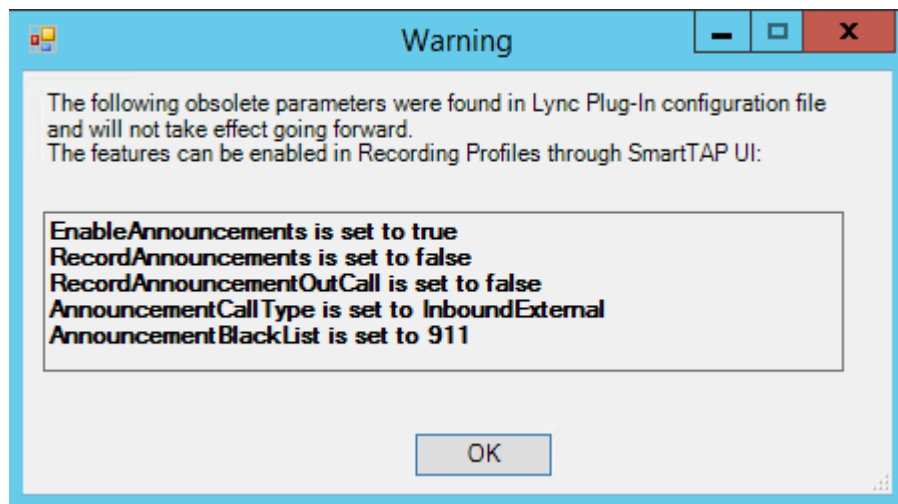 Warning
The following obsolete parameters were found in Lync Plug-In configuration file
and will not take effect going forward.
The features can be enabled in Recording Profiles through SmartTAP UI:
EnableAnnouncements is set to true
RecordAnnouncements is set to false
RecordAnnouncementOutCall is set to false
AnnouncementCallType is set to InboundExternal
AnnouncementBlackList is set to 911
OK